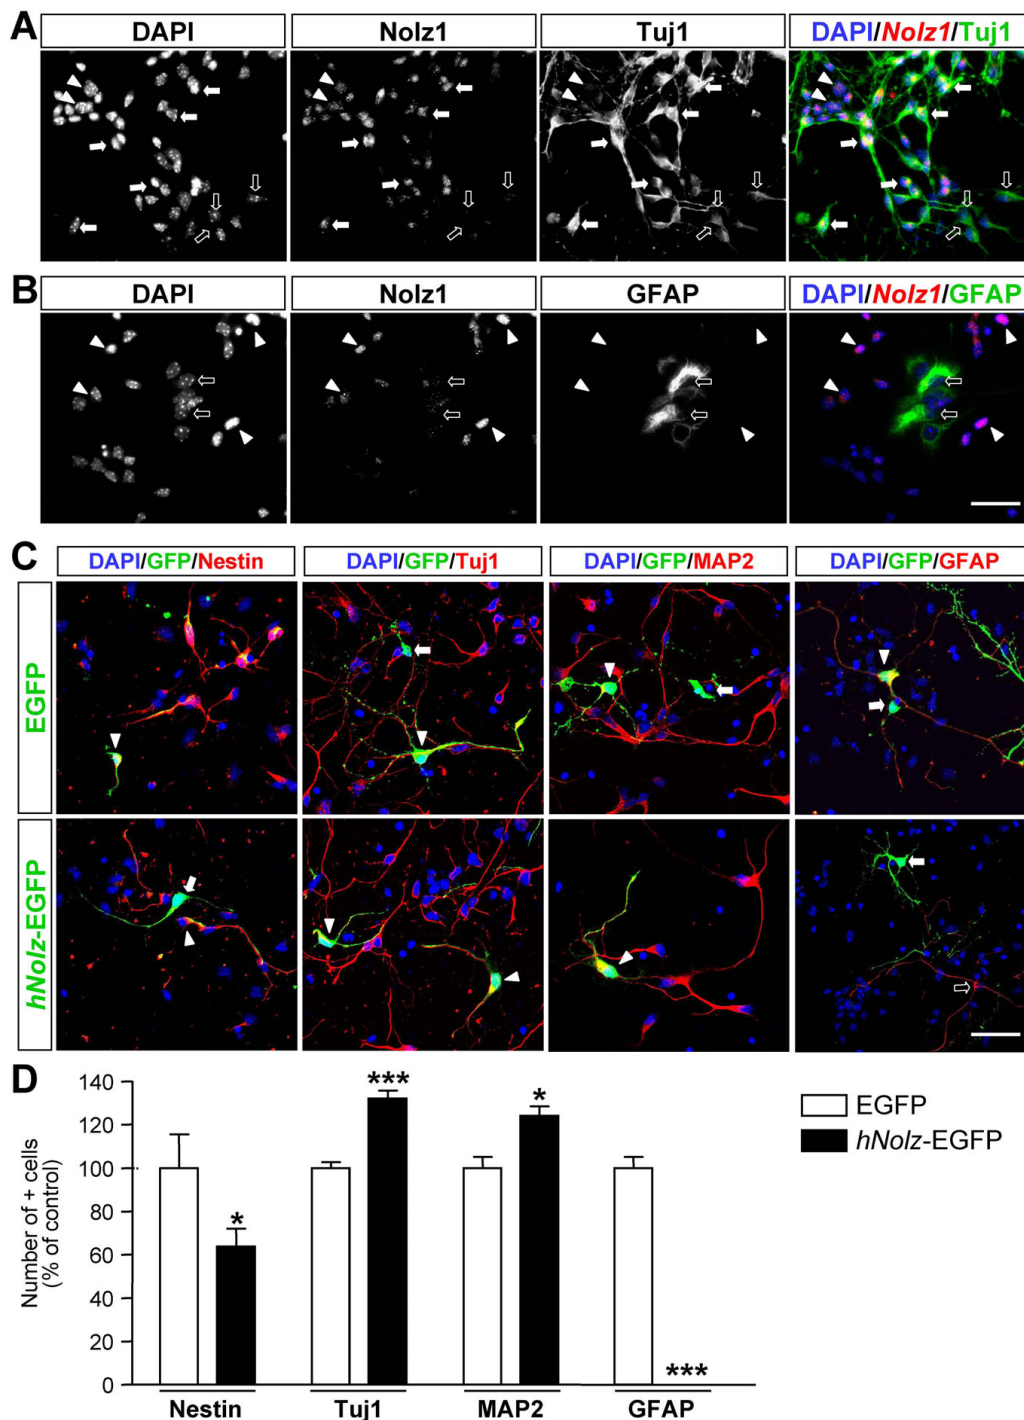 A
DAPI
Nolz1
Tuj1
DAPI/Nolz1/Tuj1
B
DAPI
Nolz1
GFAP
DAPI/Nolz1/GFAP
C
DAPI/GFP/Nestin
DAPI/GFP/Tuj1
DAPI/GFP/MAP2
DAPI/GFP/GFAP
EGFP
hNolz-EGFP
D
Number of + cells
(% of control)
140
120
100
80
60
40
20
0
*
***
*
***
Nestin
Tuj1
MAP2
GFAP
EGFP
hNolz-EGFP